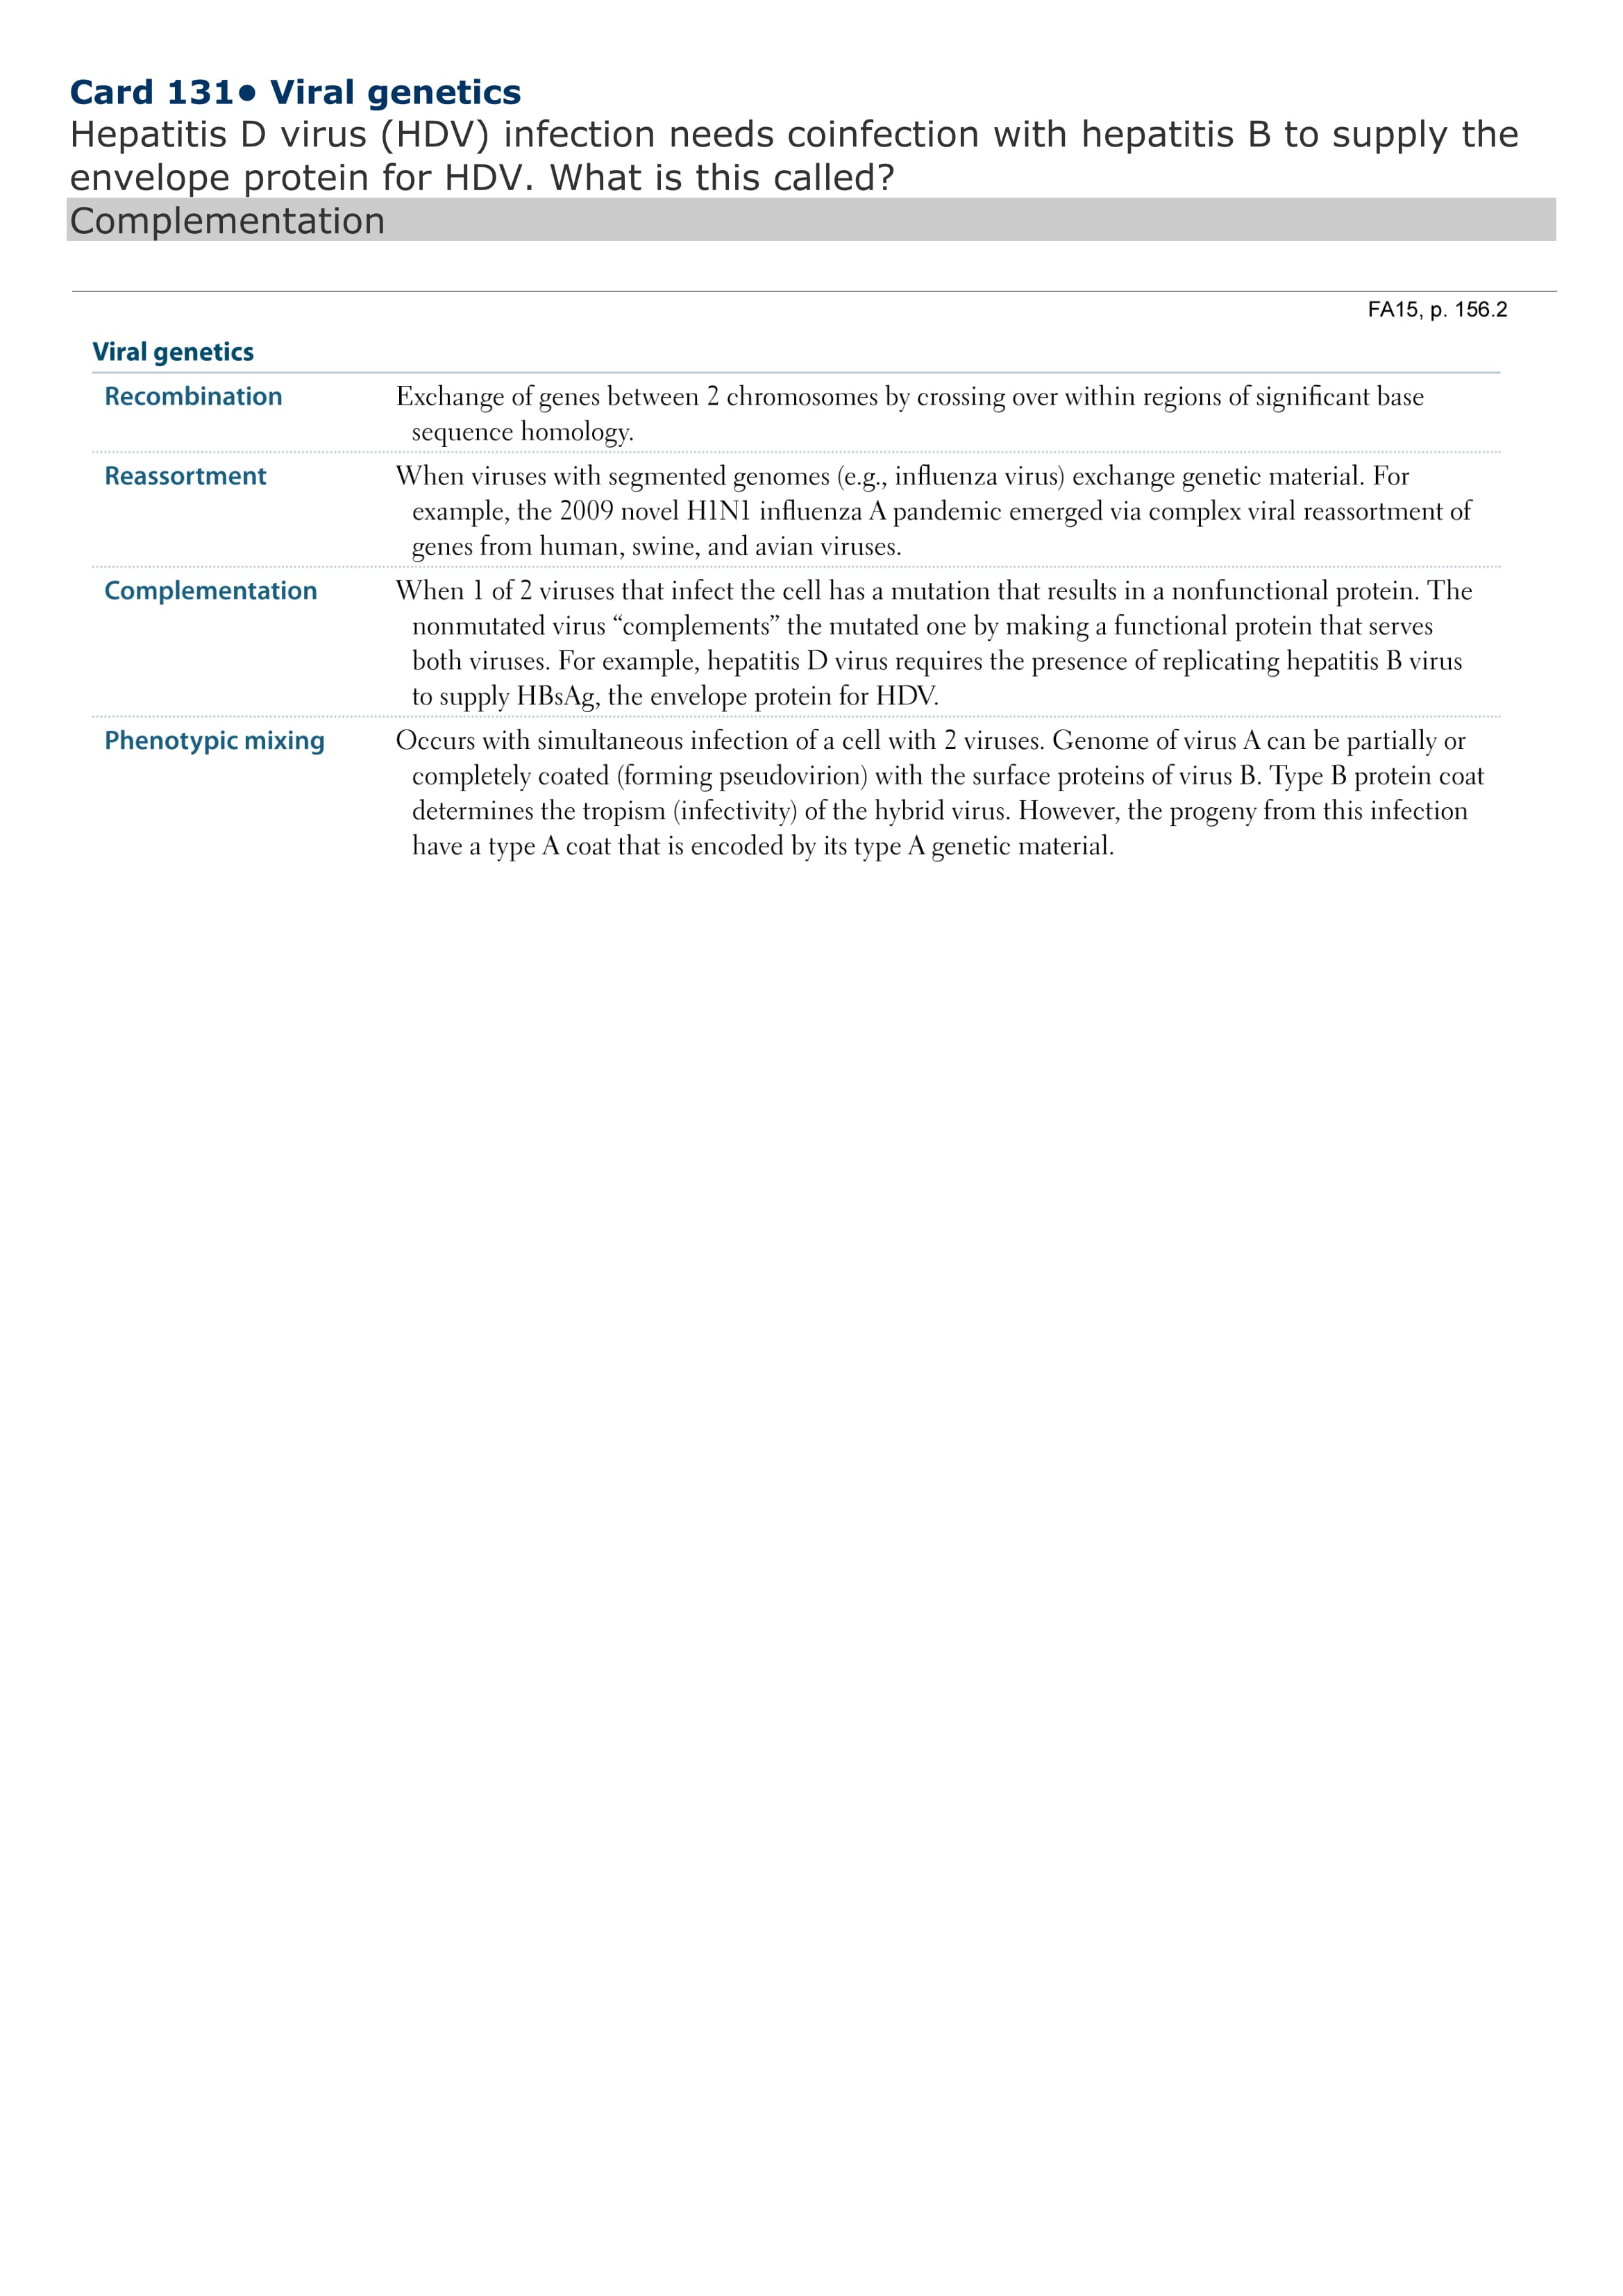 Card 131• Viral genetics
Hepatitis D virus (HDV) infection needs coinfection with hepatitis B to supply the
envelope protein for HDV. What is this called?
Complementation
FA15, p. 156.2
Viral genetics
Recombination
Exchange of genes between 2 chromosomes by crossing over within regions of significant base
sequence homology.
Reassortment
When viruses with segmented genomes (e.g., influenza virus) exchange genetic material. For
example, the 2009 novel H1N1 influenza A pandemic emerged via complex viral reassortment of
genes from human, swine, and avian viruses.
Complementation
When 1 of 2 viruses that infect the cell has a mutation that results in a nonfunctional protein. The
nonmutated virus “complements” the mutated one by making a functional protein that serves
both viruses. For example, hepatitis D virus requires the presence of replicating hepatitis B virus
to supply HBsAg, the envelope protein for HDV.
Phenotypic mixing
Occurs with simultaneous infection of a cell with 2 viruses. Genome of virus A can be partially or
completely coated (forming pseudovirion) with the surface proteins of virus B. Type B protein coat
determines the tropism (infectivity) of the hybrid virus. However, the progeny from this infection
have a type A coat that is encoded by its type A genetic material.